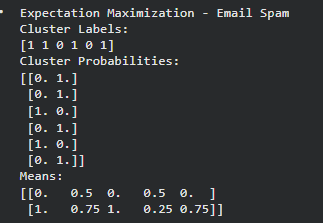 • Expectation Maximization - Email Spam
Cluster Labels:
[1 1 0 1 0 1]
Cluster Probabilities:
[[0. 1.]
[0. 1.]
[1. 0.]
[0. 1.]
[1. 0.]
[0. 1.]]
Means:
[[0. 0.5 0. 0.5 0. ]
[1. 0.75 1. 0.25 0.75]]